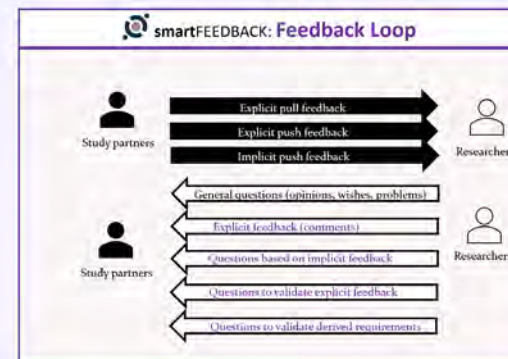 smartFEEDBACK: Feedback Loop
Explicit pull feedback
Explicit push feedback
Implicit push feedback
Study partners
Researcher
General questions (opinions, wishes, problems)
Explicit feedback (comments)
Questions based on implicit feedback
Questions to validate explicit feedback
Questions to validate derived requirements
Study partners
Researcher